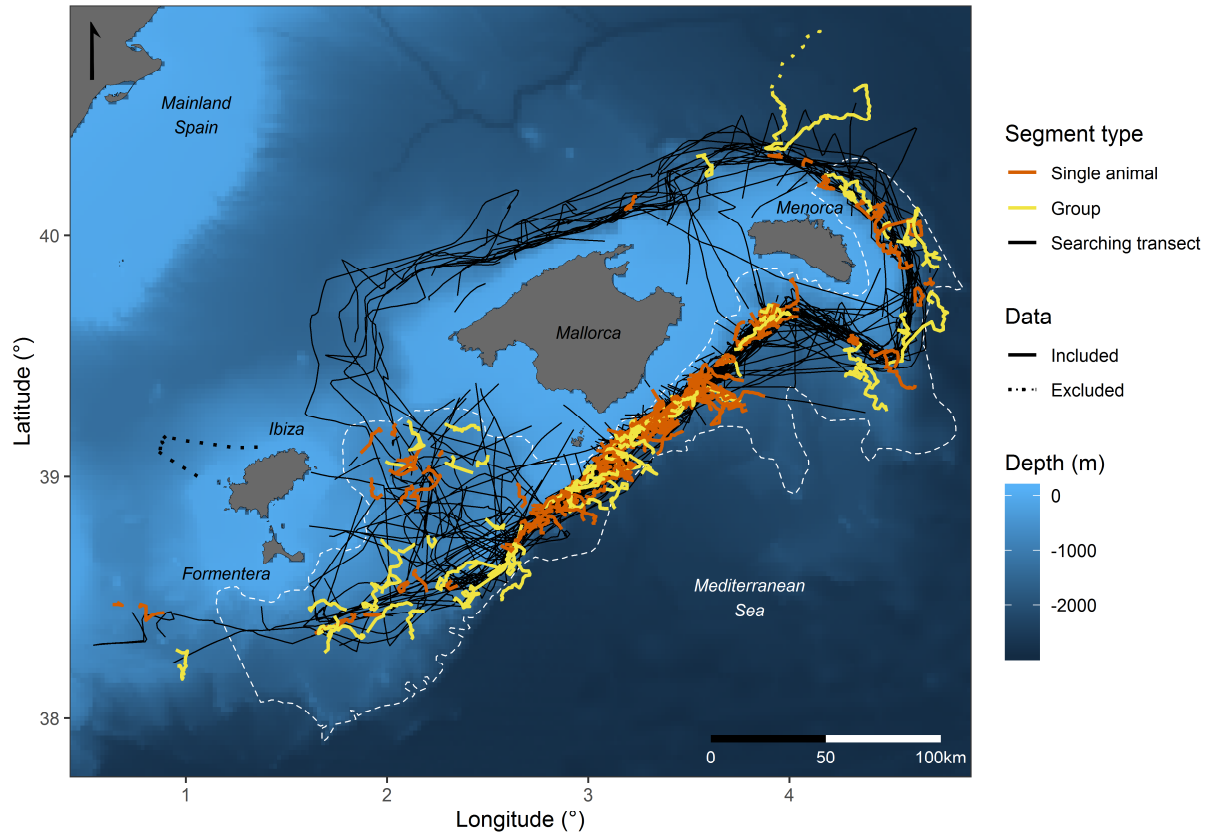 Mainland
Spain
Menorca
Mallorca
Ibiza
Formentera
Mediterranean
Sea
0
50
100km
40
39
38
Latitude (°)
1
2
3
4
Longitude (°)
Segment type
Single animal
Group
Searching transect
Data
Included
Excluded
Depth (m)
0
-1000
-2000